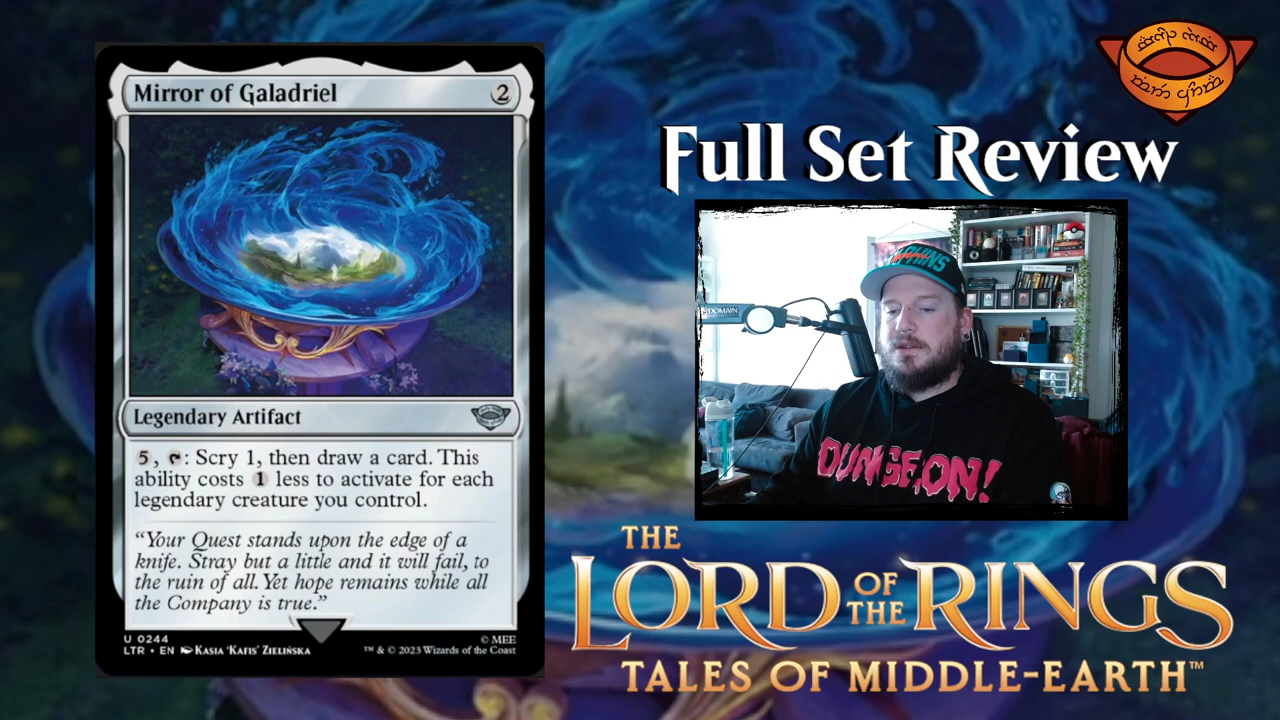 Mirror of Galadriel
2
Legendary Artifact
5, : Scry 1, then draw a card. This
ability costs 1 less to activate for each
legendary creature you control.
“Your Quest stands upon the edge of a
knife. Stray but a little and it will fail, to
the ruin of all. Yet hope remains while all
the Company is true.”
U 0244
LTR • EN KASIA ‘KAFIS’ ZIELIŃSKA
© MEE
™ & © 2023 Wizards of the Coast
Full Set Review
DOMAIN
DUNGEON!
THE
LORD OF THE RINGS
TALES OF MIDDLE-EARTH™